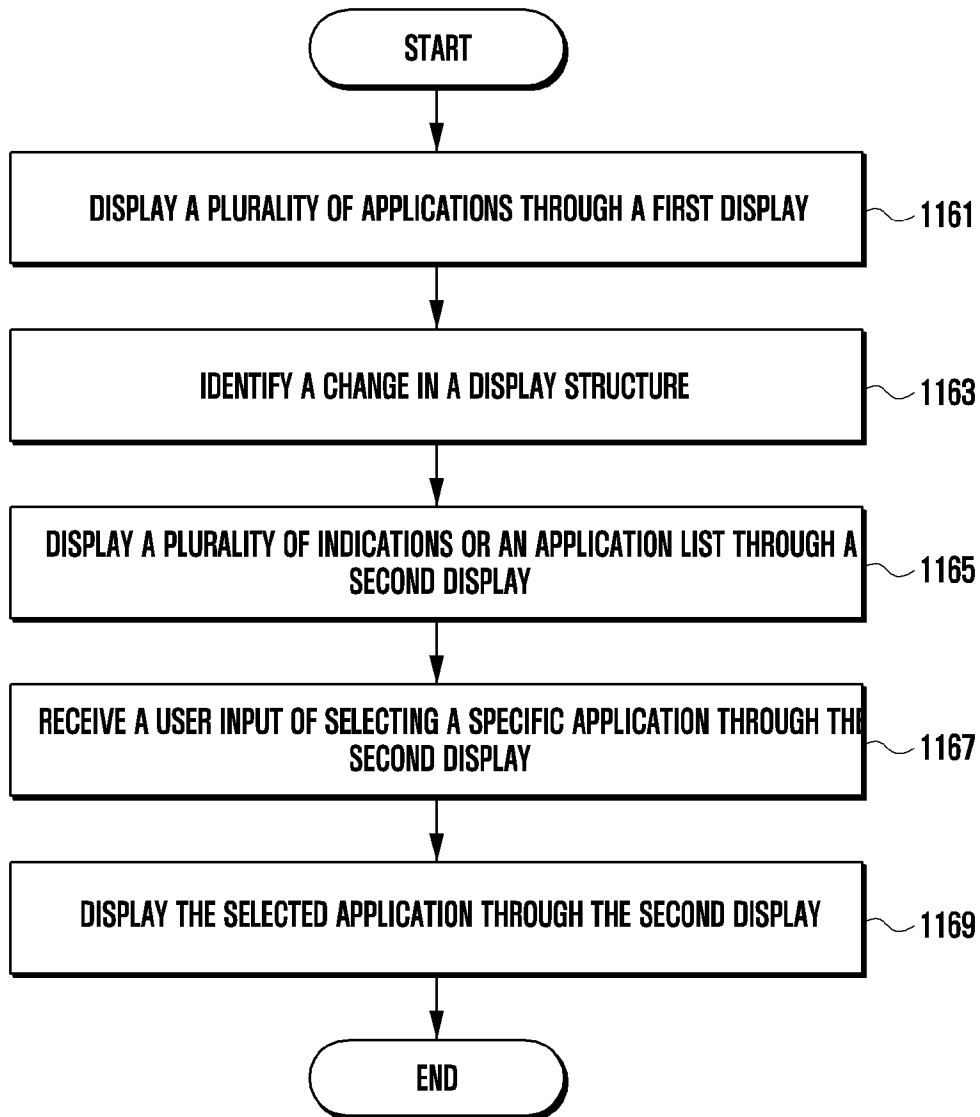 START
DISPLAY A PLURALITY OF APPLICATIONS THROUGH A FIRST DISPLAY
1161
IDENTIFY A CHANGE IN A DISPLAY STRUCTURE
1163
DISPLAY A PLURALITY OF INDICATIONS OR AN APPLICATION LIST THROUGH A
SECOND DISPLAY
1165
RECEIVE A USER INPUT OF SELECTING A SPECIFIC APPLICATION THROUGH THE
SECOND DISPLAY
1167
DISPLAY THE SELECTED APPLICATION THROUGH THE SECOND DISPLAY
1169
END